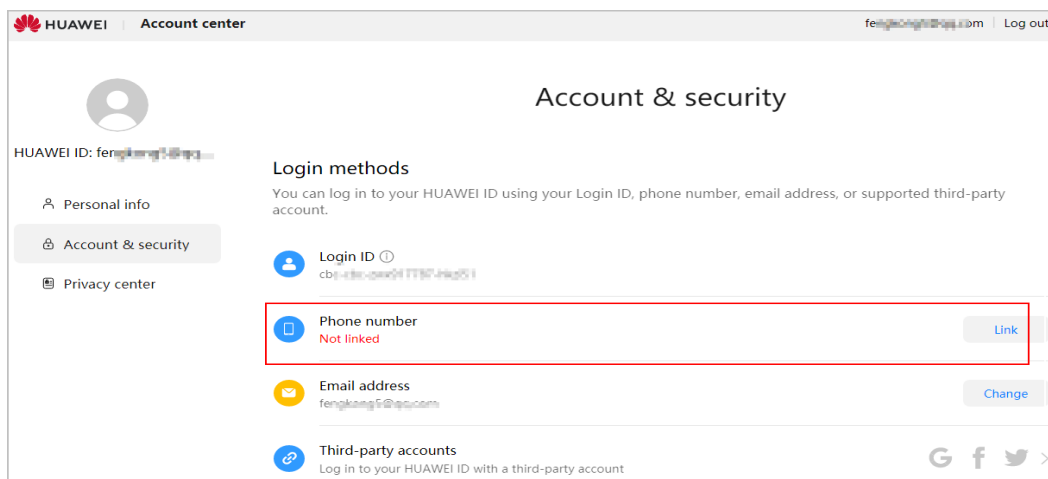 HUAWEI Account center Log out
Account & security
HUAWEI ID:
Login methods
You can log in to your HUAWEI ID using your Login ID, phone number, email address, or supported third-party
account.
Personal info
Account & security
Privacy center
Login ID
Phone number
Not linked
Link
Email address
Change
Third-party accounts
Log in to your HUAWEI ID with a third-party account